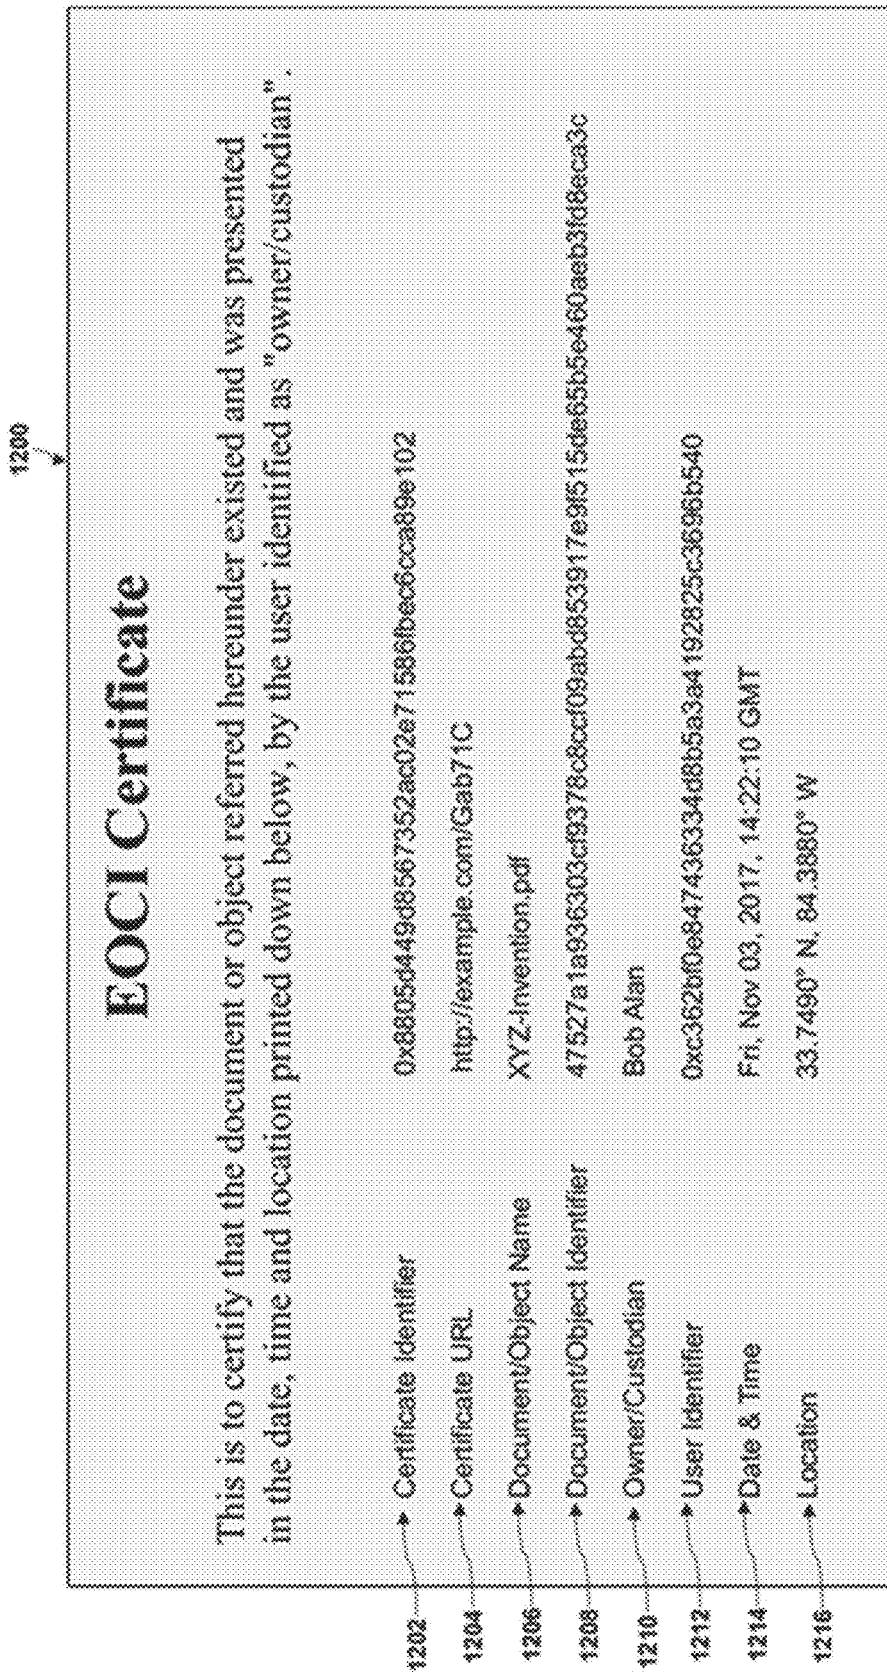 1200
EOCI Certificate
This is to certify that the document or object referred hereunder existed and was presented
in the date, time and location printed down below, by the user identified as "owner/custodian".
1202 Certificate Identifier 0x8805d449d8567352ac02e71586fbec6cca89e102
1204 Certificate URL http://example.com/Gab71C
1206 Document/Object Name XYZ-Invention.pdf
1208 Document/Object Identifier 47527a1a936303cf9378c8ccf09abd853917e9f515de65b5e460aeb3fd8eca3c
1210 Owner/Custodian Bob Alan
1212 User Identifier 0xc362bf0e847436334d8b5a3a4192825c3696b540
1214 Date & Time Fri, Nov 03, 2017, 14:22:10 GMT
1216 Location 33.7490° N, 84.3880° W